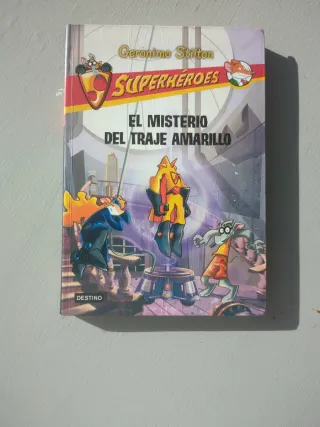 Geronimo Stilton
SUPERHÉROES
EL MISTERIO
DEL TRAJE AMARILLO
DESTINO